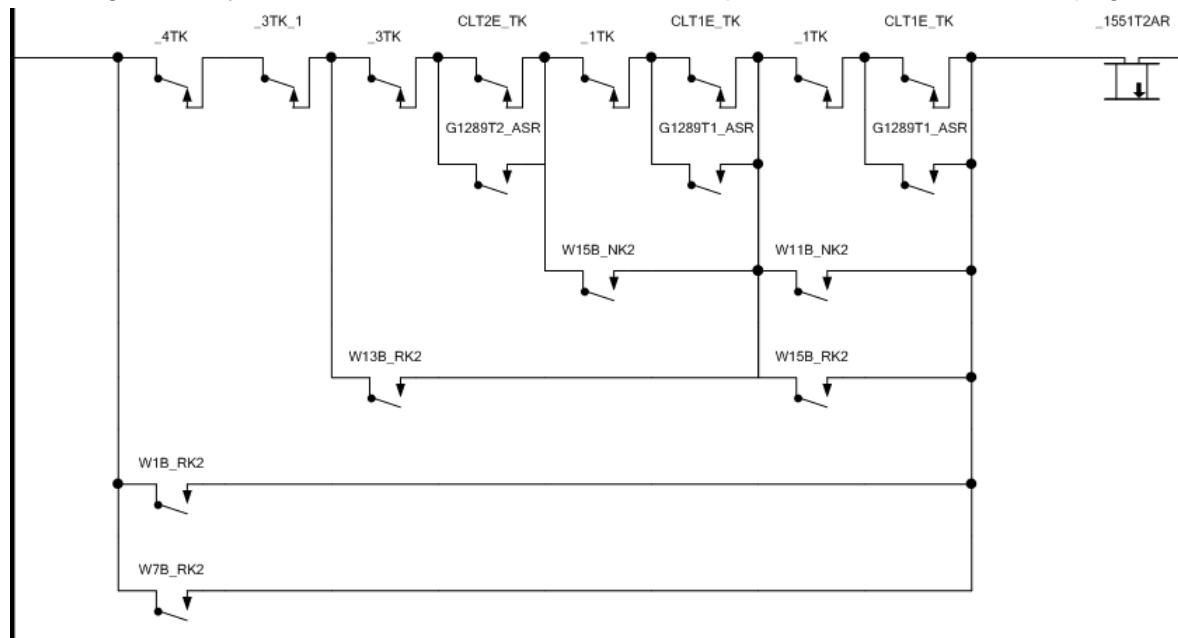 _4TK
_3TK_1
_3TK
CLT2E_TK
_1TK
CLT1E_TK
_1TK
CLT1E_TK
_1551T2AR
G1289T2_ASR
G1289T1_ASR
G1289T1_ASR
W15B_NK2
W11B_NK2
W13B_RK2
W15B_RK2
W1B_RK2
W7B_RK2